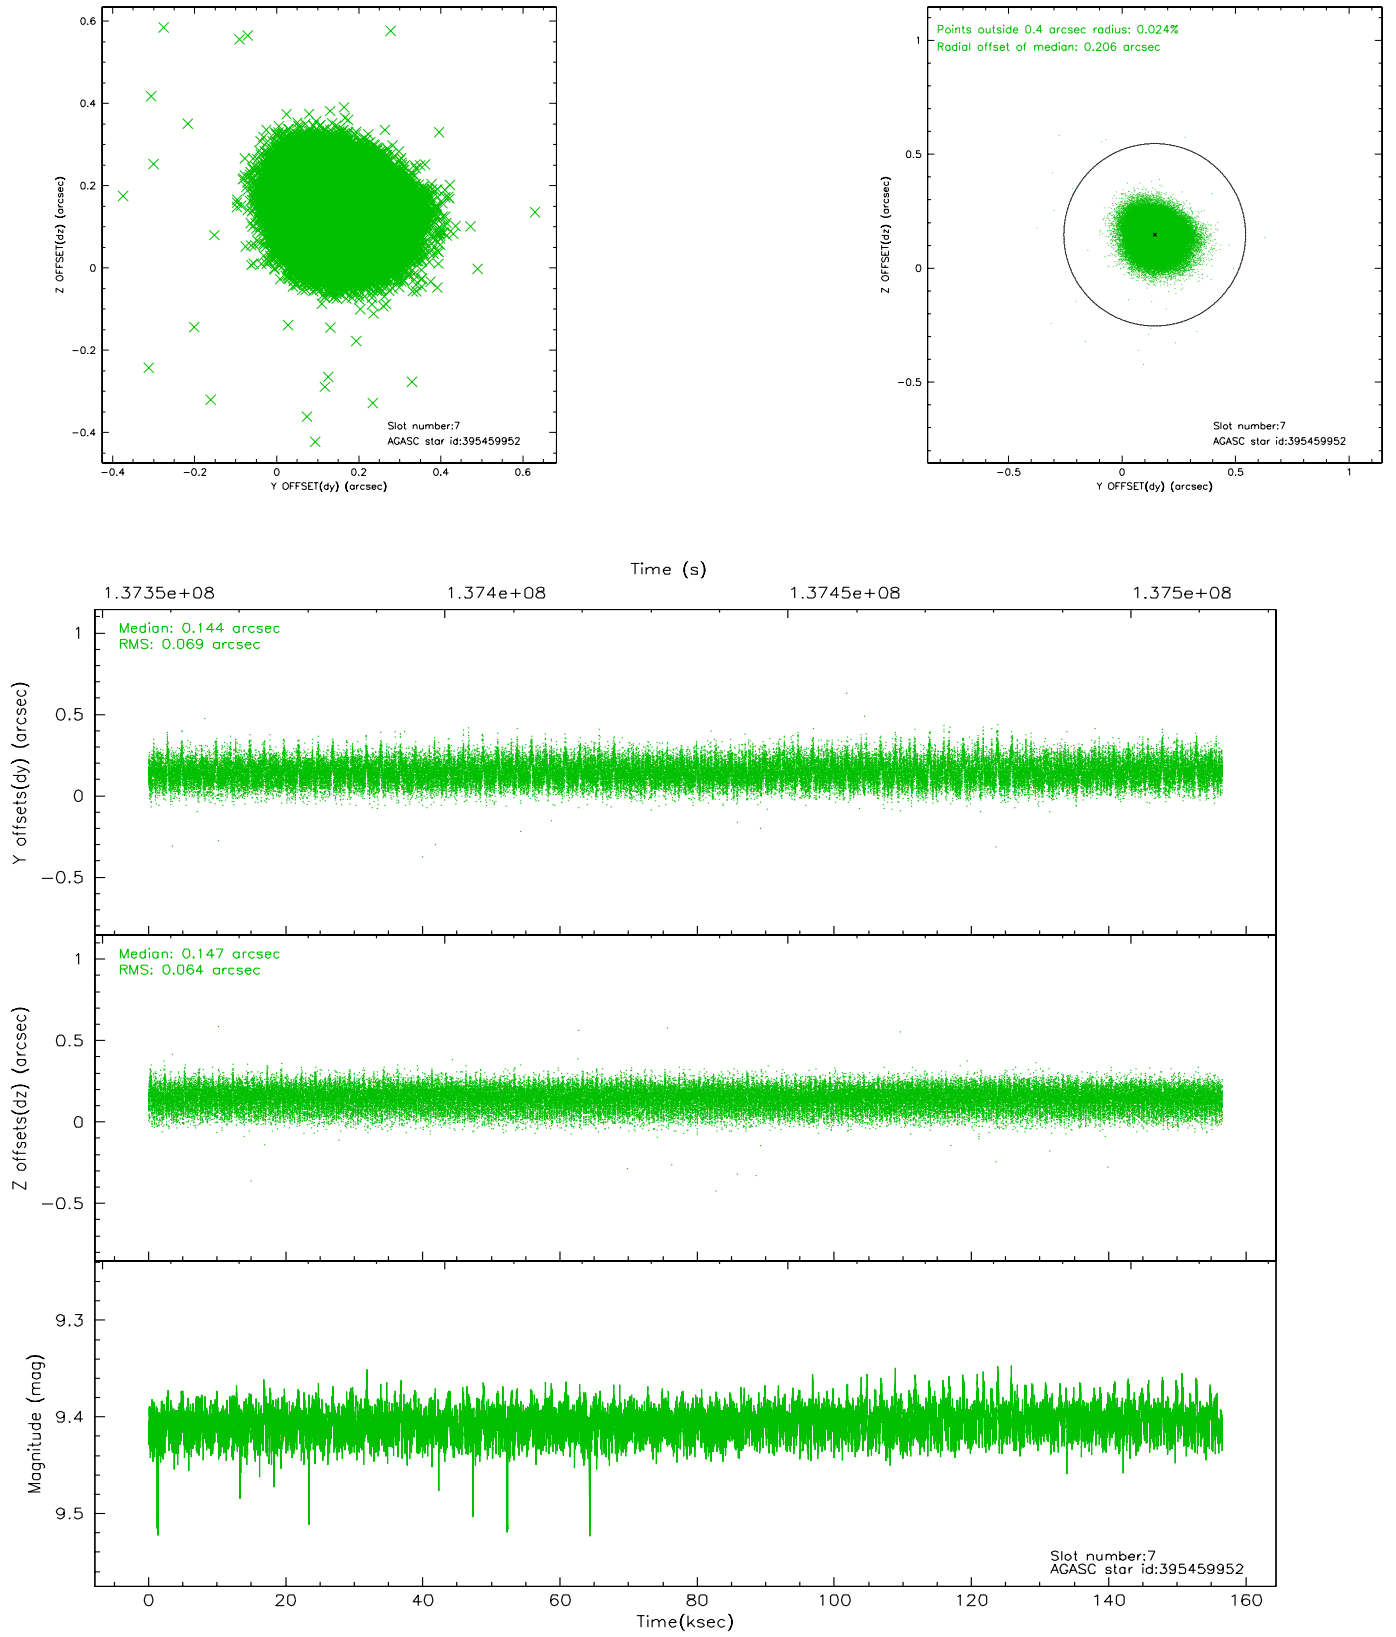 0.6
0.4
0.2
0
−0.2
−0.4
Z OFFSET(dz) (arcsec)
−0.4
−0.2
0
0.2
0.4
0.6
Y OFFSET(dy) (arcsec)
Slot number:7
AGASC star id:395459952
Points outside 0.4 arcsec radius: 0.024%
Radial offset of median: 0.206 arcsec
1
0.5
0
−0.5
Z OFFSET(dz) (arcsec)
−0.5
0
0.5
1
Y OFFSET(dy) (arcsec)
Slot number:7
AGASC star id:395459952
Time (s)
1.3735e+08
1.374e+08
1.3745e+08
1.375e+08
Median: 0.144 arcsec
RMS: 0.069 arcsec
1
0.5
0
−0.5
Y offsets(dy) (arcsec)
Median: 0.147 arcsec
RMS: 0.064 arcsec
1
0.5
0
−0.5
Z offsets(dz) (arcsec)
9.3
9.4
9.5
Magnitude (mag)
Slot number:7
AGASC star id:395459952
0
20
40
60
80
100
120
140
160
Time(ksec)